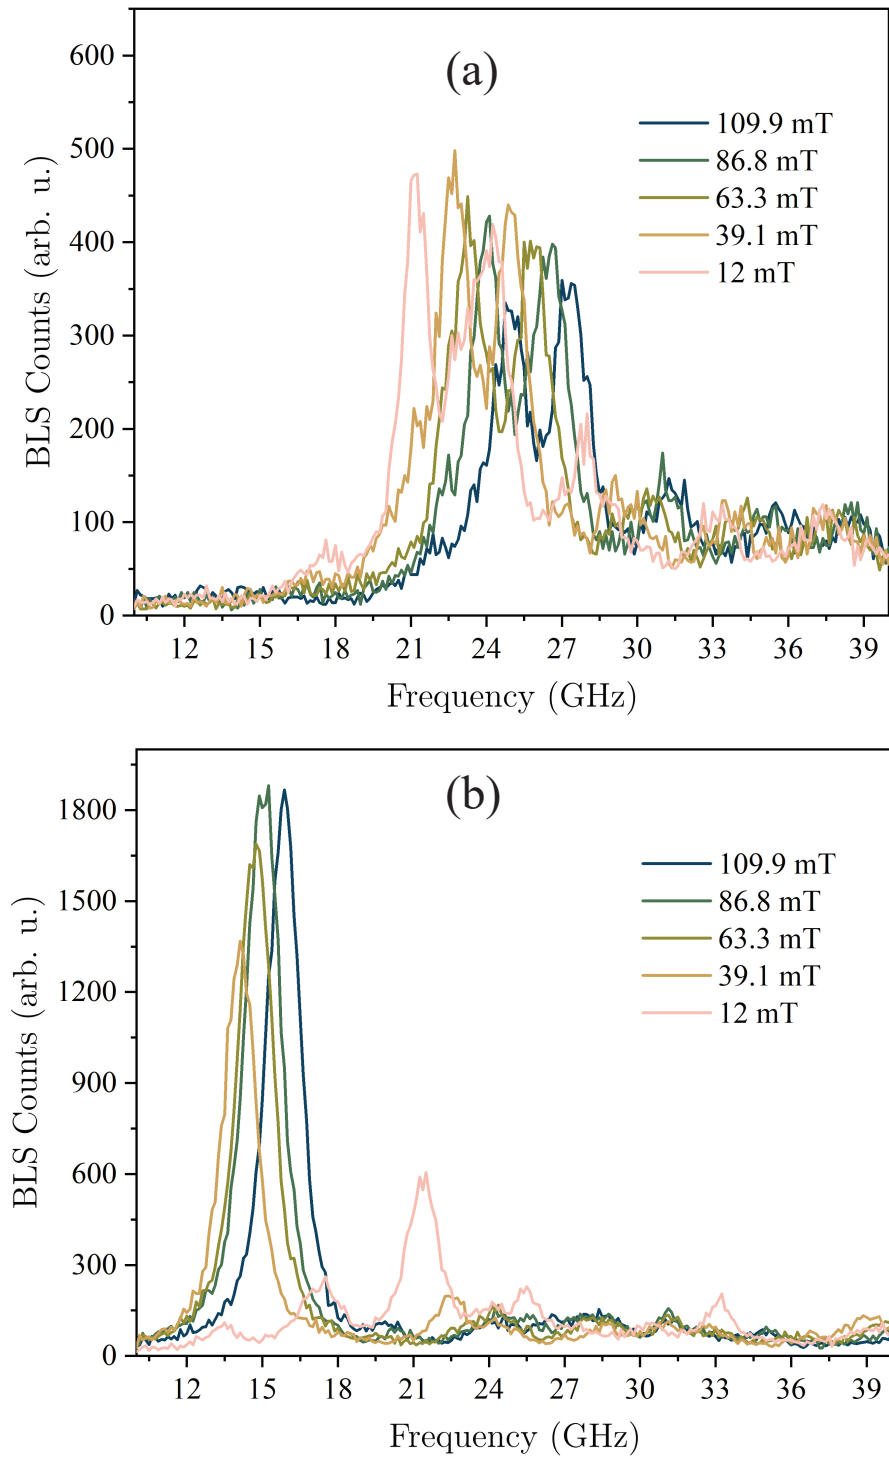 (a)
600
500
400
300
200
100
0
BLS Counts (arb. u.)
109.9 mT
86.8 mT
63.3 mT
39.1 mT
12 mT
12 15 18 21 24 27 30 33 36 39
Frequency (GHz)
(b)
1800
1500
1200
900
600
300
0
BLS Counts (arb. u.)
109.9 mT
86.8 mT
63.3 mT
39.1 mT
12 mT
12 15 18 21 24 27 30 33 36 39
Frequency (GHz)